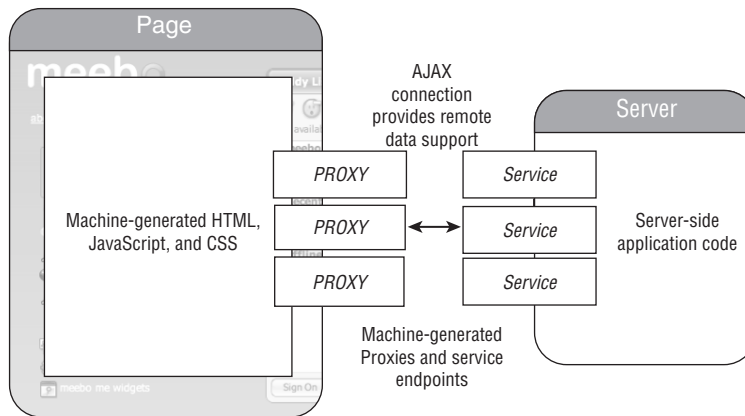 Page
meebo
AJAX
connection
provides remote
data support
Server
PROXY
Service
Machine-generated HTML,
JavaScript, and CSS
PROXY
Service
Server-side
application code
PROXY
Service
Machine-generated
Proxies and service
endpoints
meebo me widgets
Sign On